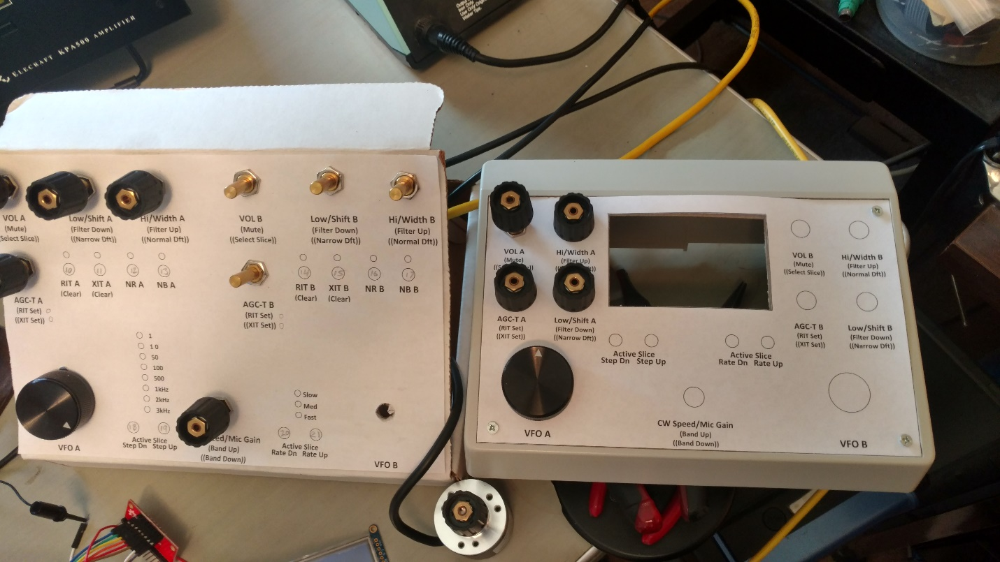 ELECRAFT KPA500 AMPLIFIER
Use Only
VOL A
(Mute)
((Select Slice))
Low/Shift A
(Filter Down)
((Narrow Dft))
Hi/Width A
(Filter Up)
((Normal Dft))
VOL B
(Mute)
((Select Slice))
Low/Shift B
(Filter Down)
((Narrow Dft))
Hi/Width B
(Filter Up)
((Normal Dft))
10 11 12 13
RIT A XIT A NR A NB A
(Clear) (Clear)
14 15 16 17
RIT B XIT B NR B NB B
(Clear) (Clear)
AGC-T A
(RIT Set)
((XIT Set))
AGC-T B
(RIT Set)
((XIT Set))
1
10
50
100
500
1kHz
2kHz
3kHz
Slow
Med
Fast
18 19
Active Slice
Step Dn Step Up
eed/Mic Gain
(Band Up)
((Band Down))
20 21
Active Slice
Rate Dn Rate Up
VFO A
VFO B
VOL A
(Mute)
Hi/Width A
(Filter Up)
VOL B
(Mute)
((Select Slice))
Hi/Width B
(Filter Up)
((Normal Dft))
AGC-T A
(RIT Set)
((XIT Set))
Low/Shift A
(Filter Down)
((Narrow Dft))
AGC-T B
(RIT Set)
((XIT Set))
Low/Shift B
(Filter Down)
((Narrow Dft))
Active Slice
Step Dn Step Up
Active Slice
Rate Dn Rate Up
CW Speed/Mic Gain
(Band Up)
((Band Down))
VFO A
VFO B